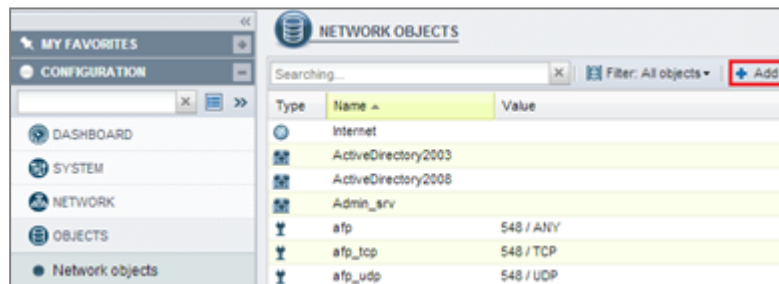 «
MY FAVORITES
CONFIGURATION
»
DASHBOARD
SYSTEM
NETWORK
OBJECTS
Network objects
NETWORK OBJECTS
Searching...
Filter: All objects
Add
Type Name Value
Internet
ActiveDirectory2003
ActiveDirectory2008
Admin_srv
afp 548 / ANY
afp_tcp 548 / TCP
afp_udp 548 / UDP